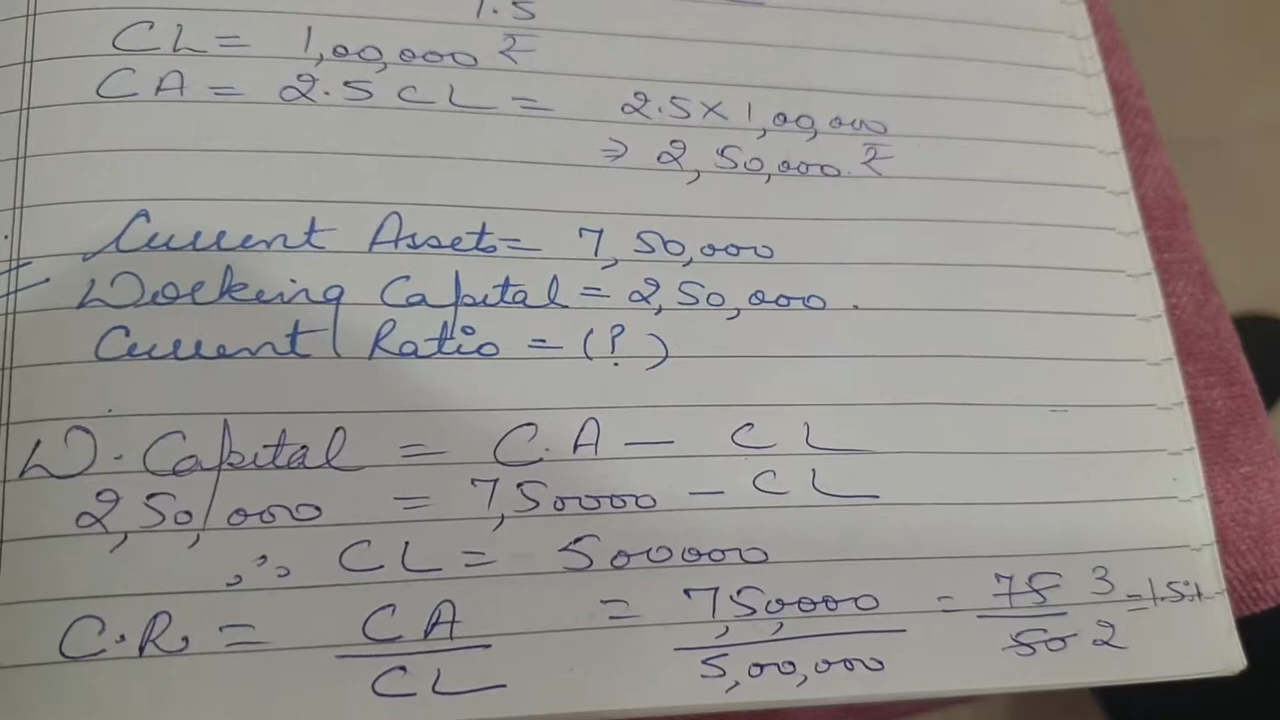 1.5
CL = 1,00,000 ₹
CA = 2.5 CL = 2.5 × 1,00,000
⇒ 2,50,000 ₹
Current Asset = 7,50,000
Working Capital = 2,50,000.
Current Ratio = (?)
W. Capital = C.A - CL
2,50,000 = 7,50000 - CL
∴ CL = 500000
C.R. = CA / CL = 7,50,000 / 5,00,000 = 75 3 / 50 2 = 1.5:1